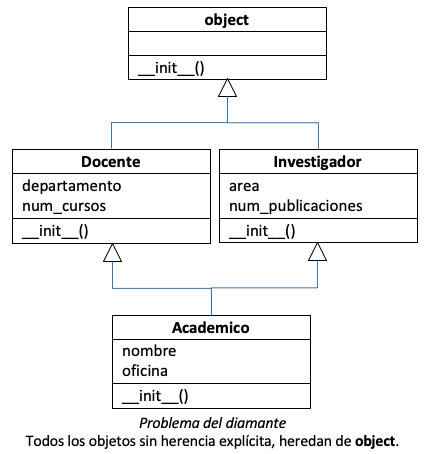 object
__init__()
Docente
departamento
num_cursos
__init__()
Investigador
area
num_publicaciones
__init__()
Academico
nombre
oficina
__init__()
Problema del diamante
Todos los objetos sin herencia explícita, heredan de object.